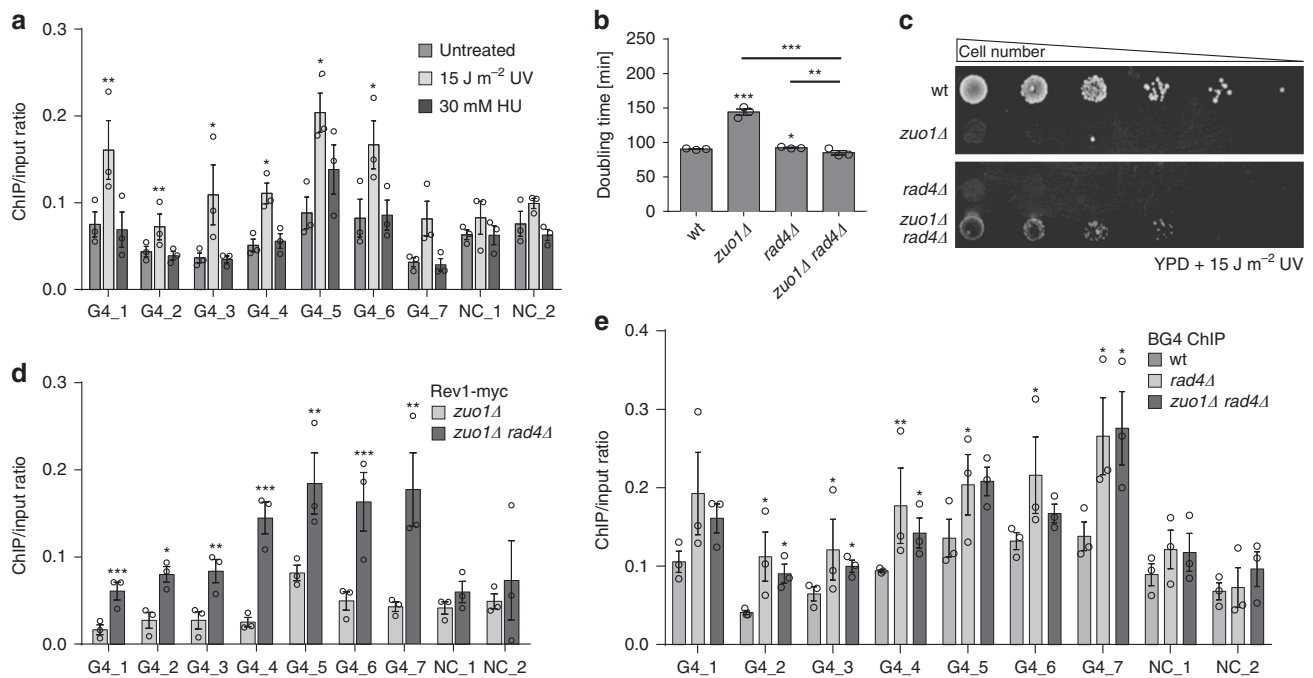 a
0.3
0.2
0.1
0.0
ChIP/input ratio
Untreated
15 J m⁻² UV
30 mM HU
** ** * * * *
G4_1 G4_2 G4_3 G4_4 G4_5 G4_6 G4_7 NC_1 NC_2
b
250
200
150
100
50
0
Doubling time [min]
***
**
***
*
wt zuo1Δ rad4Δ zuo1Δ rad4Δ
c
Cell number
wt
zuo1Δ
rad4Δ
zuo1Δ
rad4Δ
YPD + 15 J m⁻² UV
d
0.3
0.2
0.1
0.0
ChIP/input ratio
Rev1-myc
zuo1Δ
zuo1Δ rad4Δ
*** * ** *** ** *** **
G4_1 G4_2 G4_3 G4_4 G4_5 G4_6 G4_7 NC_1 NC_2
e
0.4
0.3
0.2
0.1
0.0
ChIP/input ratio
BG4 ChIP
wt
rad4Δ
zuo1Δ rad4Δ
* * * * ** * * * * *
G4_1 G4_2 G4_3 G4_4 G4_5 G4_6 G4_7 NC_1 NC_2